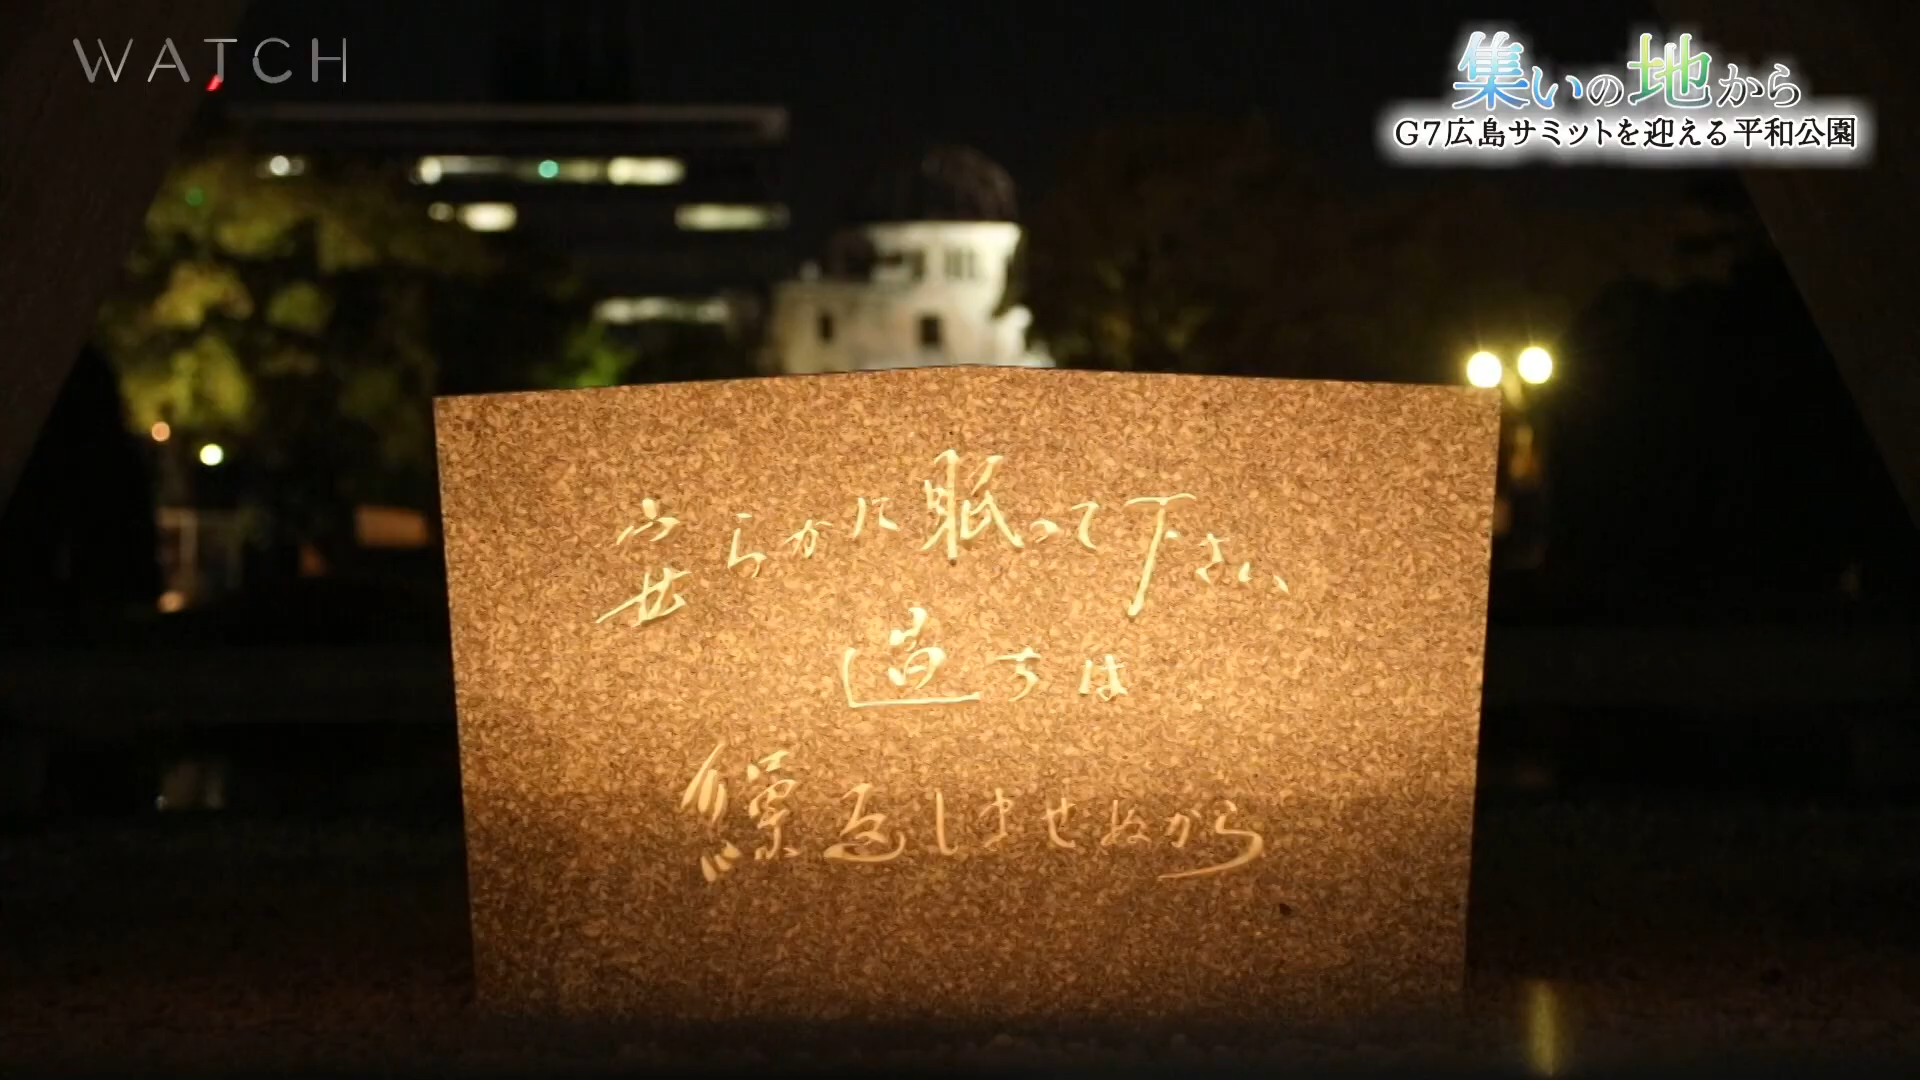 WATCH
集いの地から
G7広島サミットを迎える平和公園
安らかに眠って下さい
過ちは
繰返しませぬから